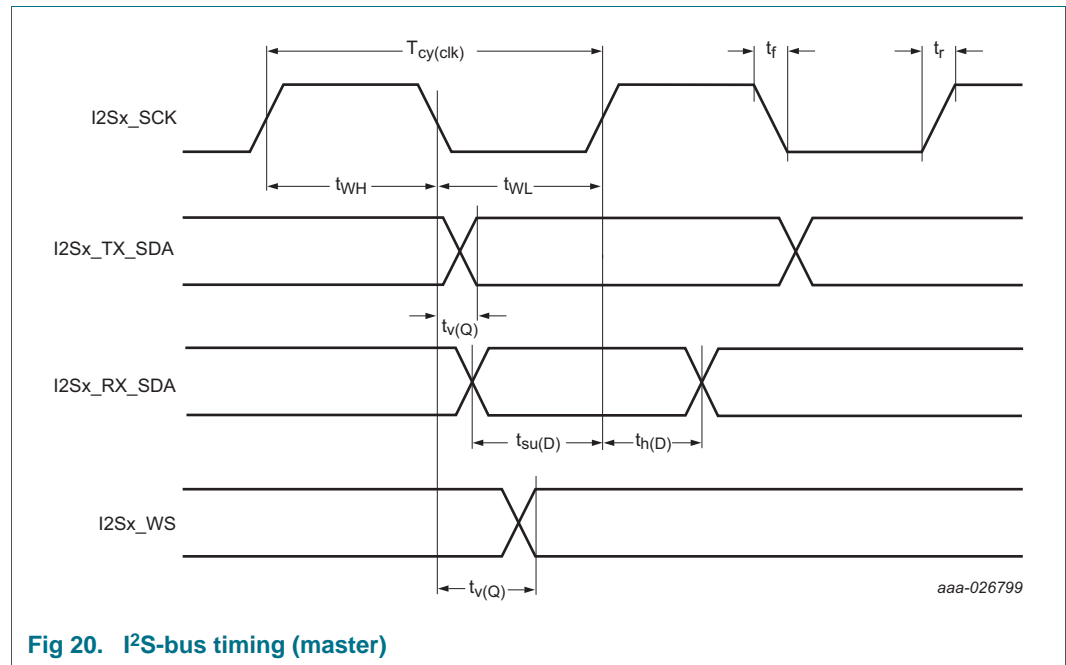 Tcy(clk) tf tr
I2Sx_SCK
tWH tWL
I2Sx_TX_SDA
tv(Q)
I2Sx_RX_SDA
tsu(D) th(D)
I2Sx_WS
tv(Q)
aaa-026799
Fig 20. I²S-bus timing (master)